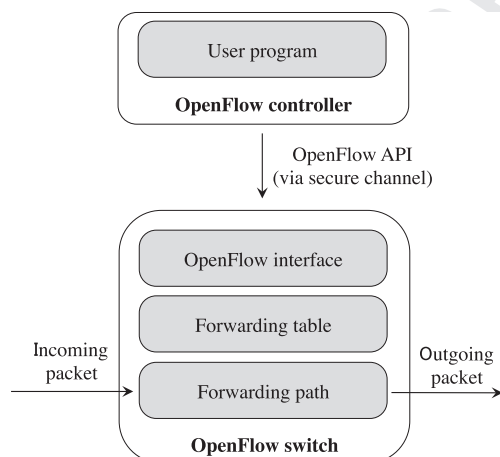 User program
OpenFlow controller
OpenFlow API
(via secure channel)
OpenFlow interface
Forwarding table
Incoming
packet
Forwarding path
Outgoing
packet
OpenFlow switch